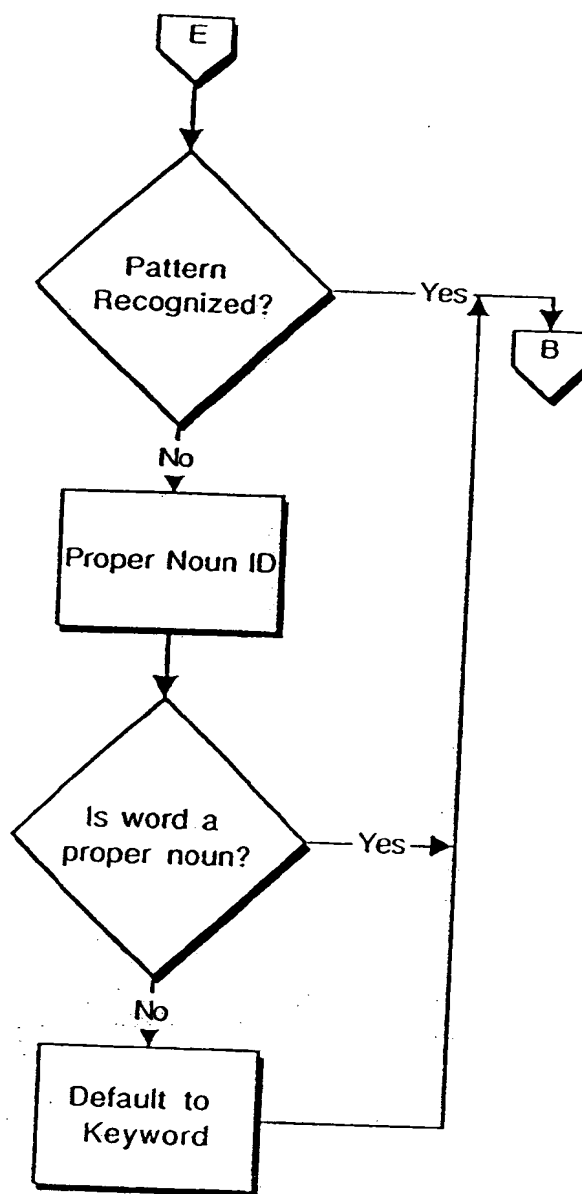 E
Pattern
Recognized?
Yes
B
No
Proper Noun ID
Is word a
proper noun?
Yes
No
Default to
Keyword